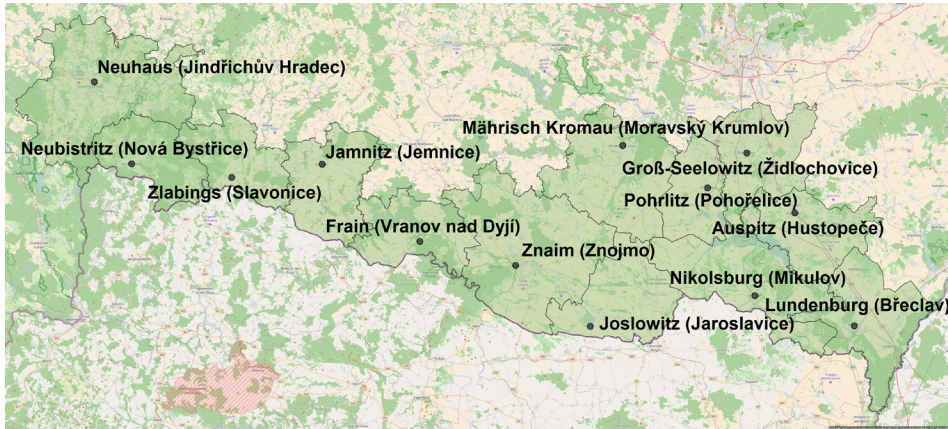 Neuhaus (Jindřichův Hradec)
Mährisch Kromau (Moravský Krumlov)
Neubistritz (Nová Bystřice)
Jamnitz (Jemnice)
Groß-Seelowitz (Židlochovice)
Zlabings (Slavonice)
Pohrlitz (Pohořelice)
Frain (Vranov nad Dyjí)
Auspitz (Hustopeče)
Znaim (Znojmo)
Nikolsburg (Mikulov)
Lundenburg (Břeclav)
Joslowitz (Jaroslavice)